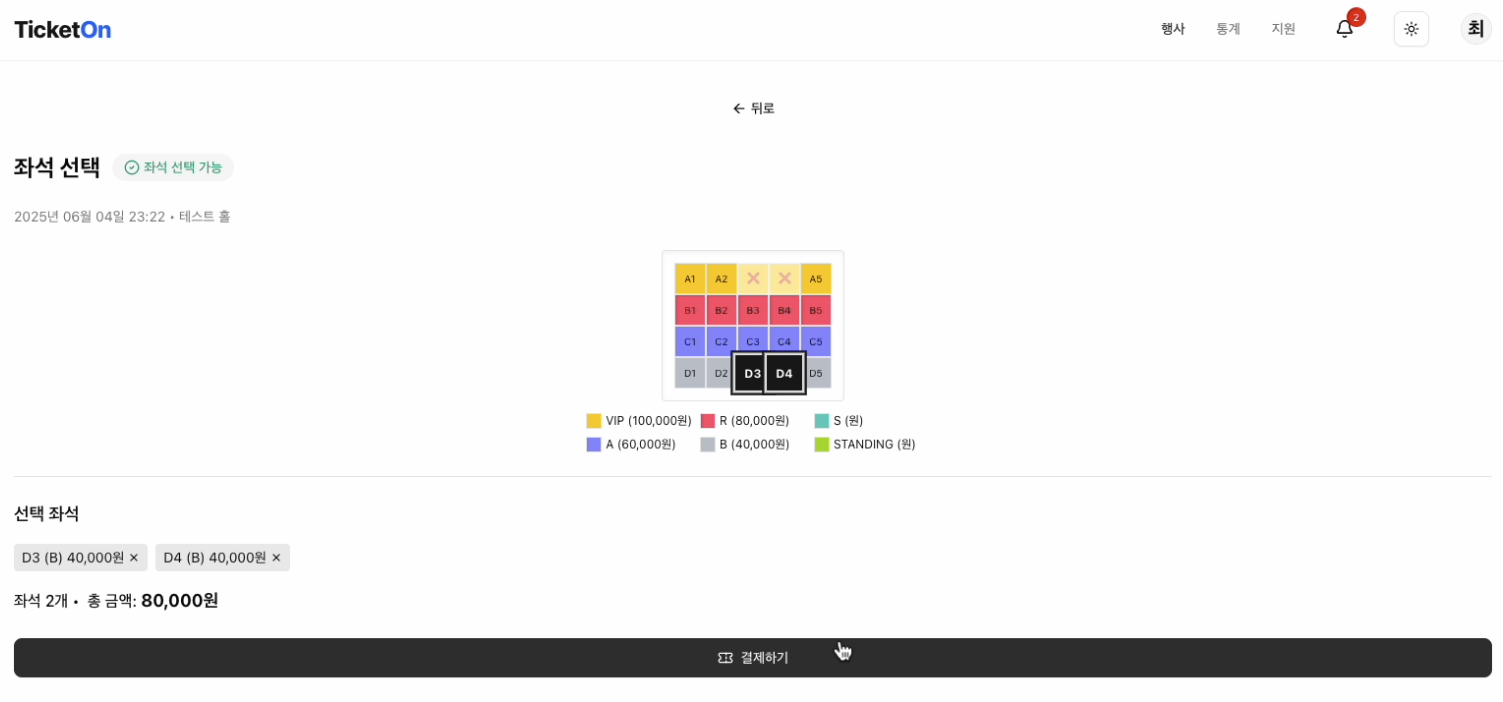 TicketOn
행사 통계 지원 2 최
← 뒤로
좌석 선택 좌석 선택 가능
2025년 06월 04일 23:22 • 테스트 홀
A1 A2 ✕ ✕ A5
B1 B2 B3 B4 B5
C1 C2 C3 C4 C5
D1 D2 D3 D4 D5
VIP (100,000원) R (80,000원) S (원)
A (60,000원) B (40,000원) STANDING (원)
선택 좌석
D3 (B) 40,000원 × D4 (B) 40,000원 ×
좌석 2개 • 총 금액: 80,000원
결제하기